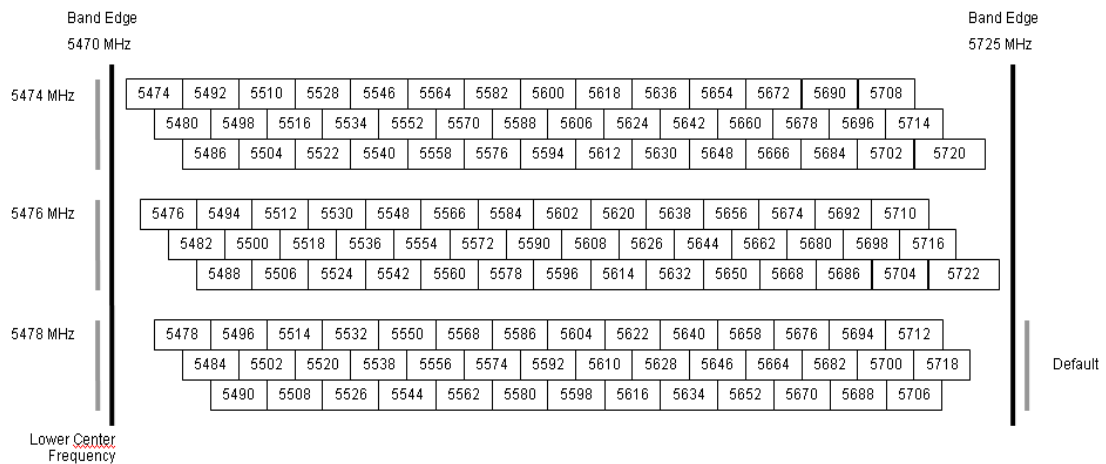 Band Edge Band Edge
5470 MHz 5725 MHz
5474 MHz 5474 5492 5510 5528 5546 5564 5582 5600 5618 5636 5654 5672 5690 5708
5480 5498 5516 5534 5552 5570 5588 5606 5624 5642 5660 5678 5696 5714
5486 5504 5522 5540 5558 5576 5594 5612 5630 5648 5666 5684 5702 5720
5476 MHz 5476 5494 5512 5530 5548 5566 5584 5602 5620 5638 5656 5674 5692 5710
5482 5500 5518 5536 5554 5572 5590 5608 5626 5644 5662 5680 5698 5716
5488 5506 5524 5542 5560 5578 5596 5614 5632 5650 5668 5686 5704 5722
5478 MHz 5478 5496 5514 5532 5550 5568 5586 5604 5622 5640 5658 5676 5694 5712
5484 5502 5520 5538 5556 5574 5592 5610 5628 5646 5664 5682 5700 5718 Default
5490 5508 5526 5544 5562 5580 5598 5616 5634 5652 5670 5688 5706
Lower Center
Frequency